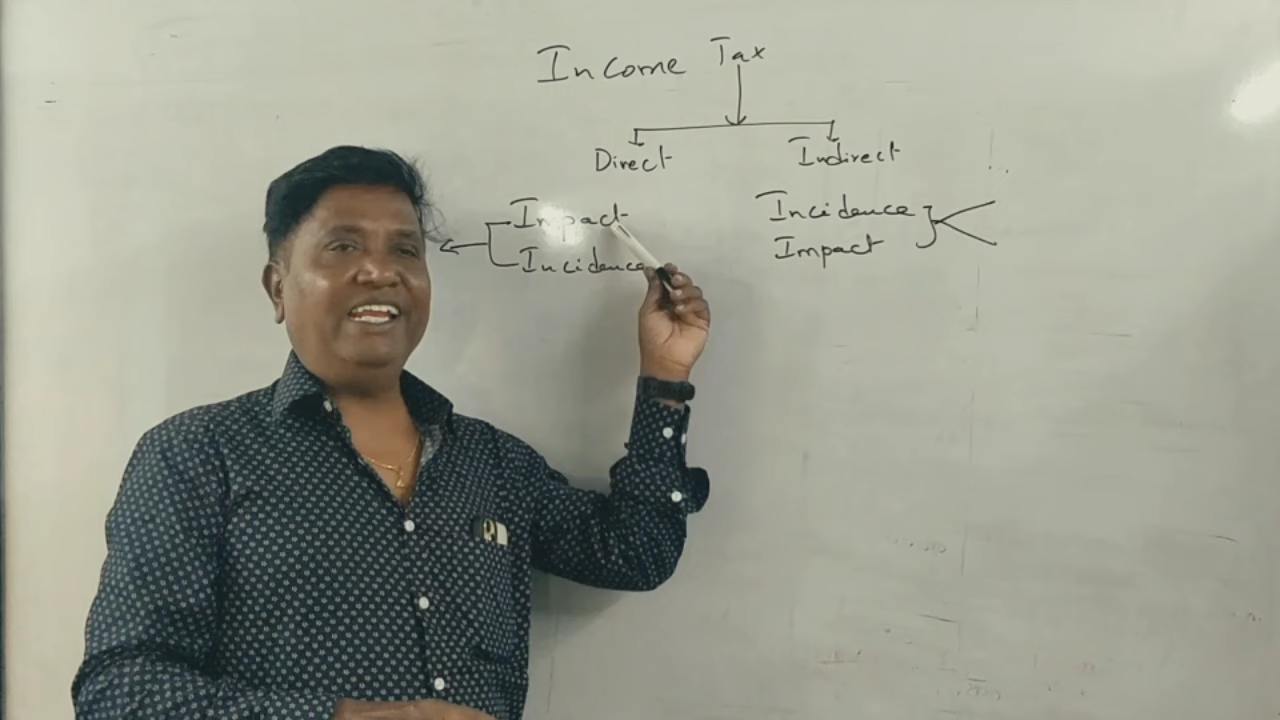 Income Tax
Direct Indirect
Impact Incidence
Incidence Impact